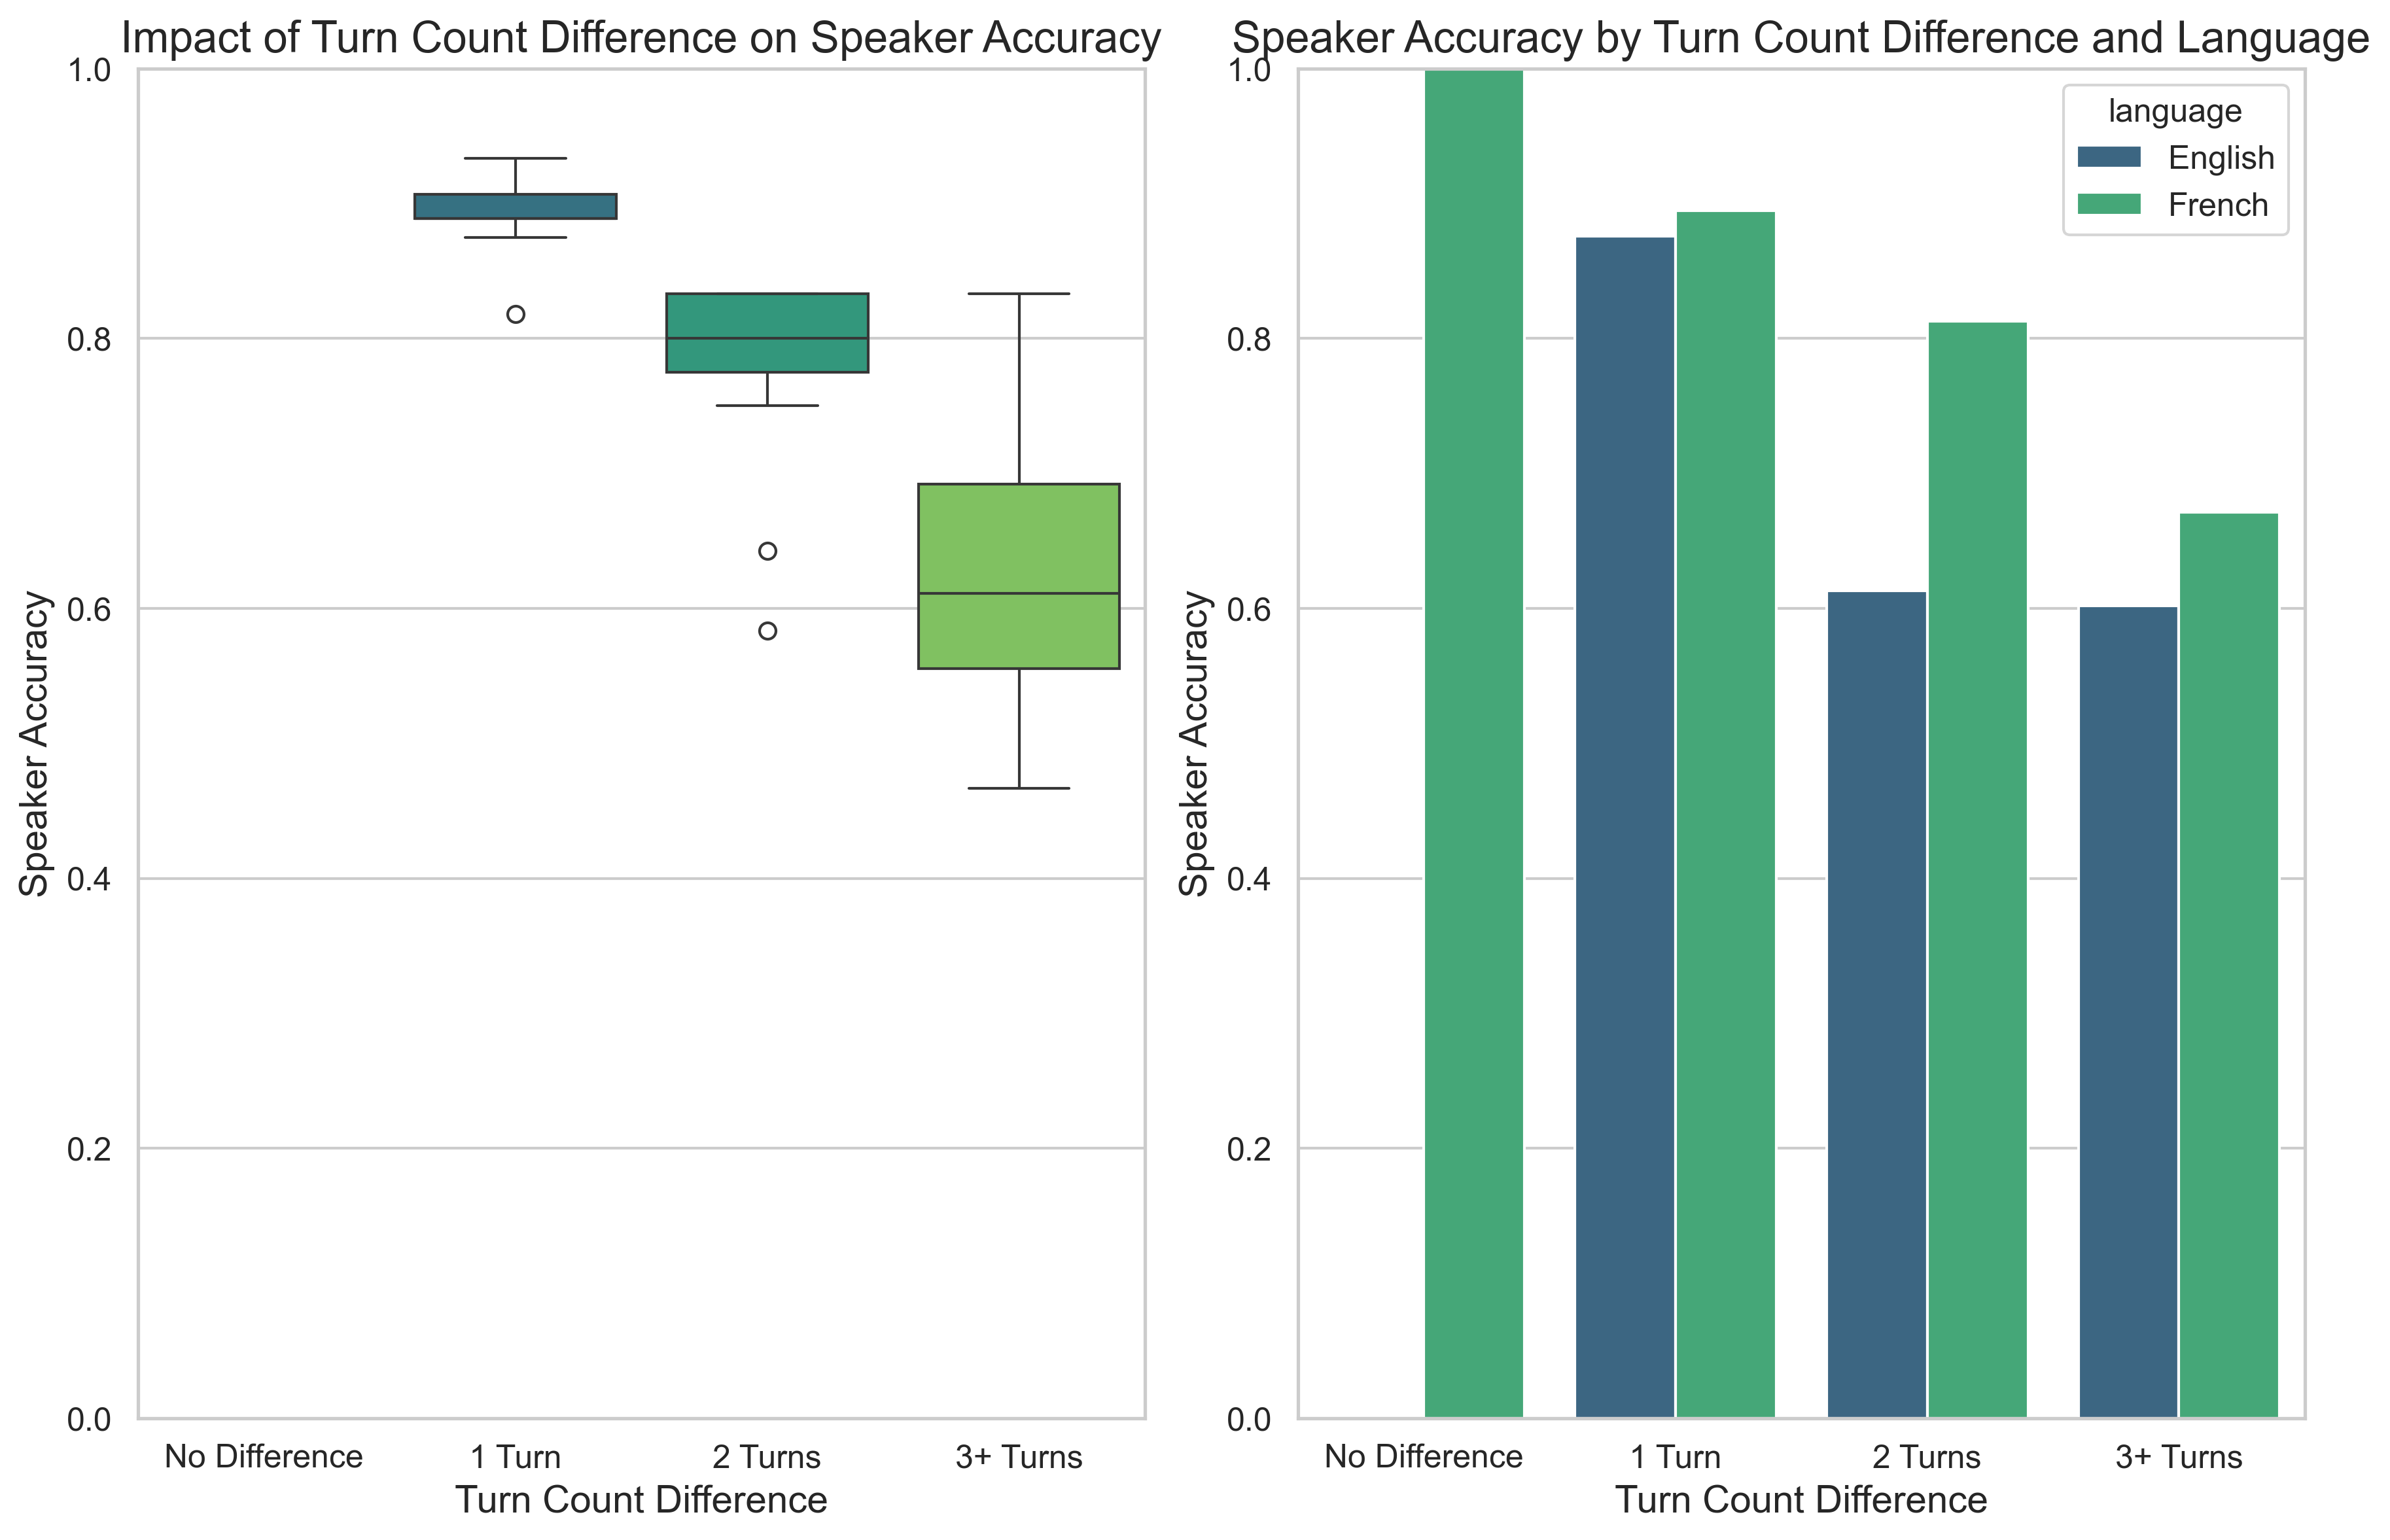 Impact of Turn Count Difference on Speaker Accuracy
Speaker Accuracy
1.0
0.8
0.6
0.4
0.2
0.0
No Difference
1 Turn
2 Turns
3+ Turns
Turn Count Difference
Speaker Accuracy by Turn Count Difference and Language
Speaker Accuracy
1.0
0.8
0.6
0.4
0.2
0.0
language
English
French
No Difference
1 Turn
2 Turns
3+ Turns
Turn Count Difference